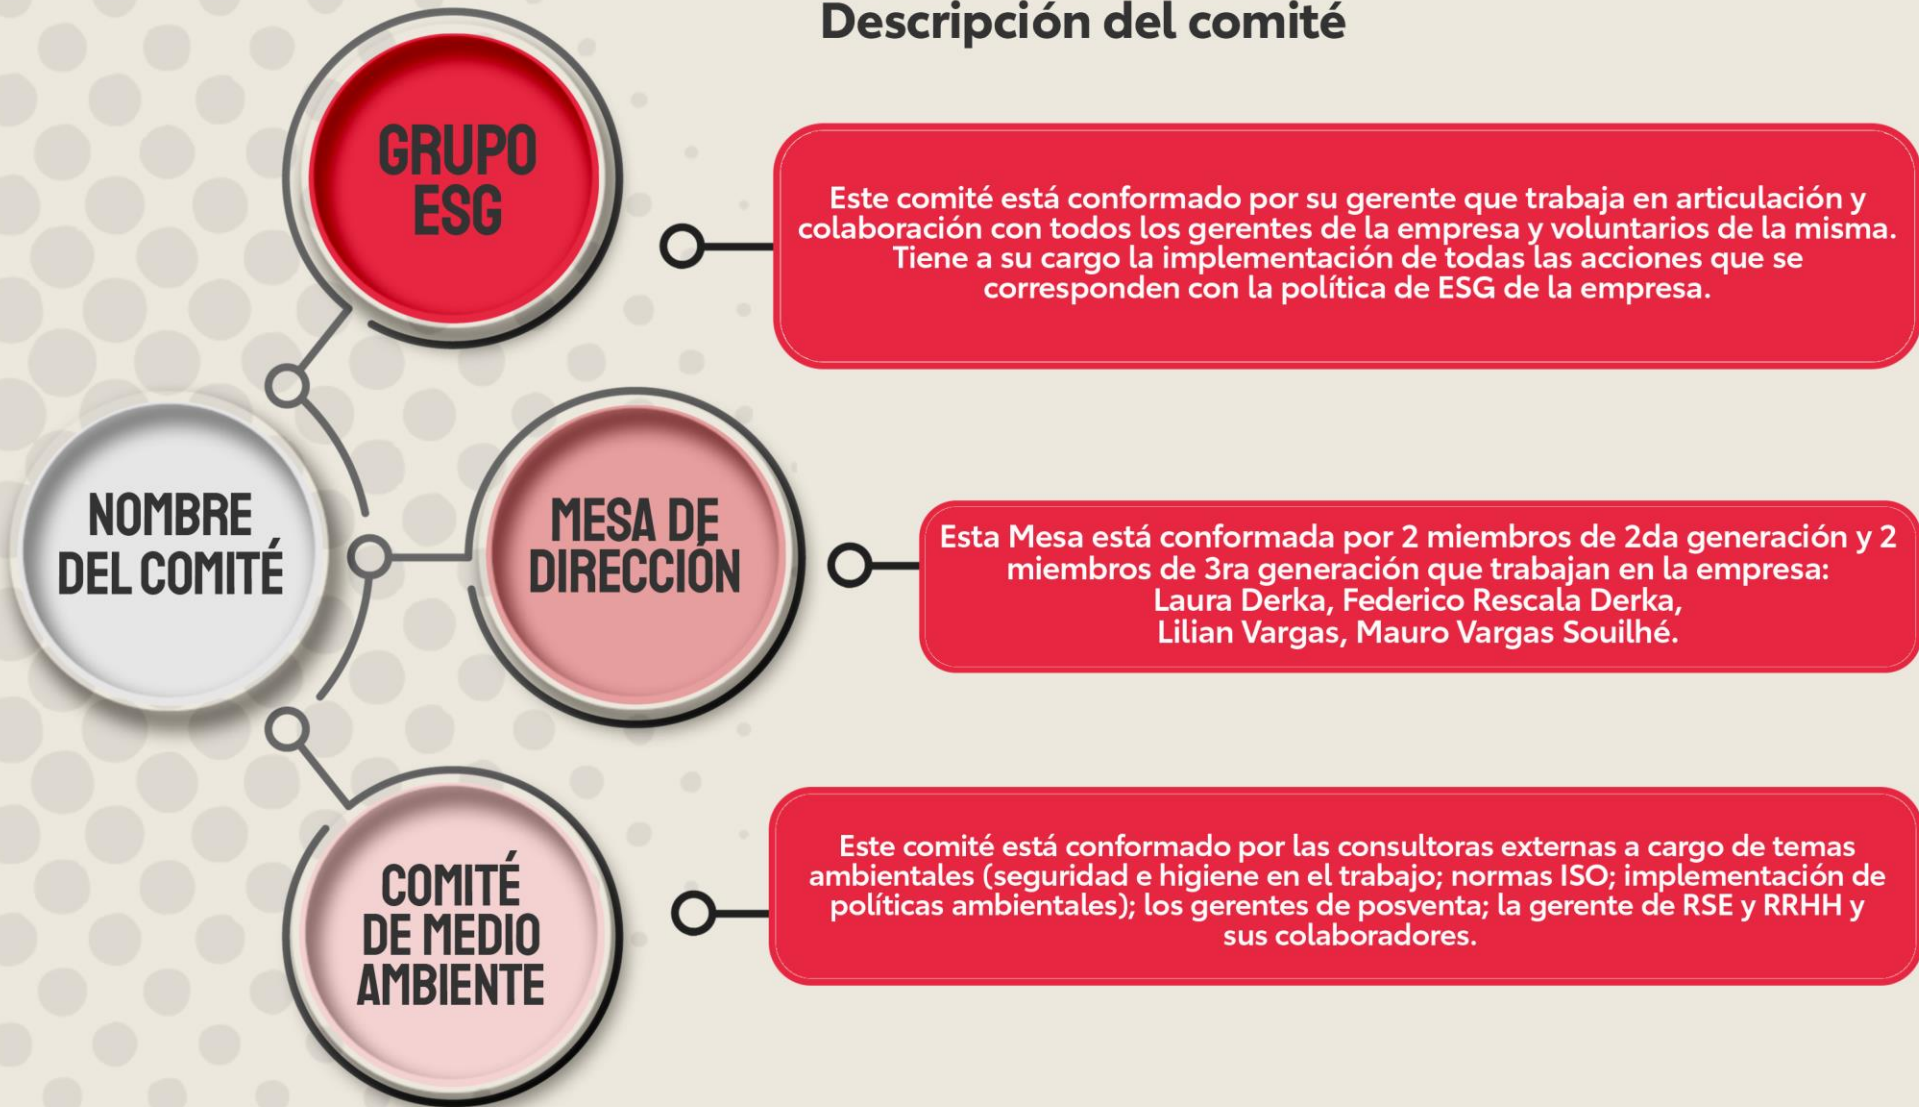 Descripción del comité
GRUPO
ESG
Este comité está conformado por su gerente que trabaja en articulación y
colaboración con todos los gerentes de la empresa y voluntarios de la misma.
Tiene a su cargo la implementación de todas las acciones que se
corresponden con la política de ESG de la empresa.
NOMBRE
DEL COMITÉ
MESA DE
DIRECCIÓN
Esta Mesa está conformada por 2 miembros de 2da generación y 2
miembros de 3ra generación que trabajan en la empresa:
Laura Derka, Federico Rescala Derka,
Lilian Vargas, Mauro Vargas Souilhé.
COMITÉ
DE MEDIO
AMBIENTE
Este comité está conformado por las consultoras externas a cargo de temas
ambientales (seguridad e higiene en el trabajo; normas ISO; implementación de
políticas ambientales); los gerentes de posventa; la gerente de RSE y RRHH y
sus colaboradores.